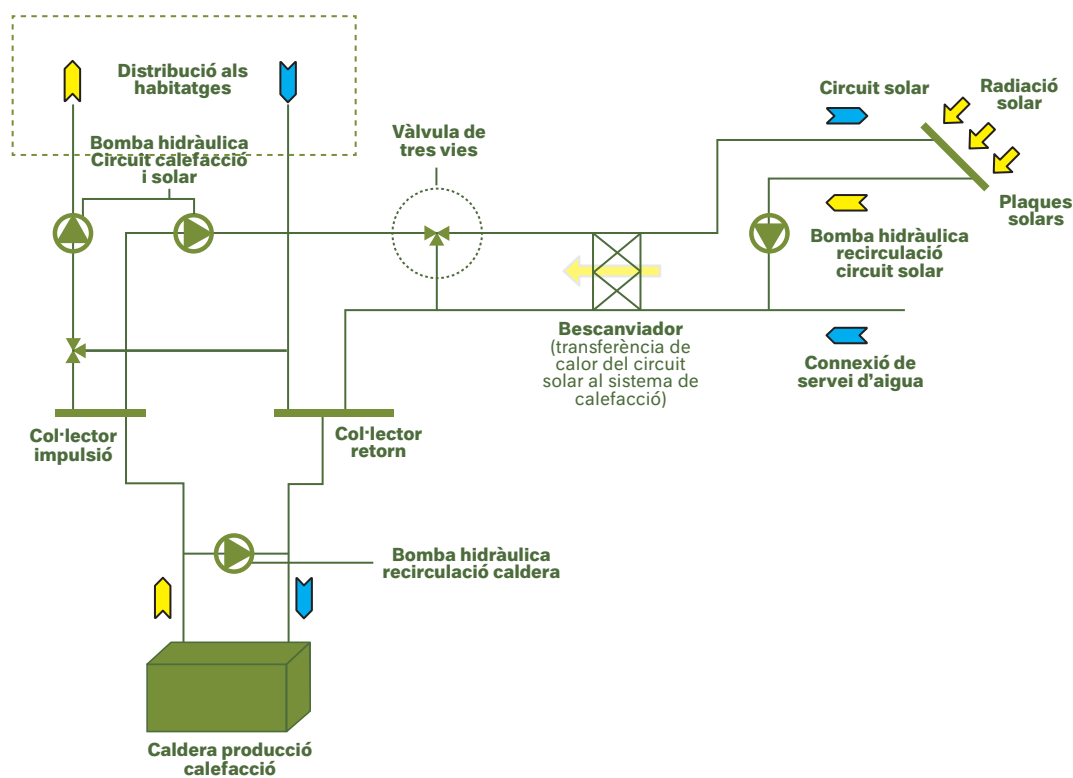 Distribució als
habitatges
Bomba hidràulica
Circuit calefacció
i solar
Vàlvula de
tres vies
Circuit solar
Radiació
solar
Plaques
solars
Bomba hidràulica
recirculació
circuit solar
Bescanviador
(transferència de
calor del circuit
solar al sistema de
calefacció)
Connexió de
servei d'aigua
Col·lector
impulsió
Col·lector
retorn
Bomba hidràulica
recirculació caldera
Caldera producció
calefacció